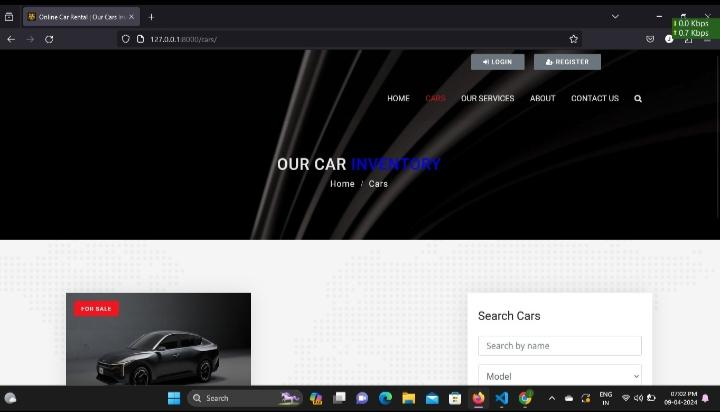 Online Car Rental | Our Cars Inv
0.0 Kbps
0.7 Kbps
127.0.0.1:8000/cars/
LOGIN
REGISTER
HOME CARS OUR SERVICES ABOUT CONTACT US
OUR CAR INVENTORY
Home / Cars
FOR SALE
Search Cars
Search by name
Model
Search
ENG
IN
07:02 PM
09-04-2024